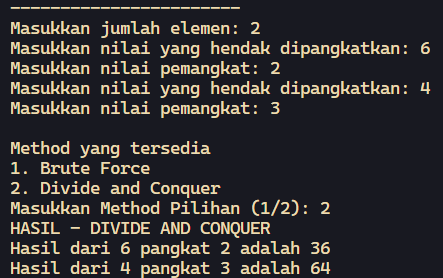 -----------------------
Masukkan jumlah elemen: 2
Masukkan nilai yang hendak dipangkatkan: 6
Masukkan nilai pemangkat: 2
Masukkan nilai yang hendak dipangkatkan: 4
Masukkan nilai pemangkat: 3

Method yang tersedia
1. Brute Force
2. Divide and Conquer
Masukkan Method Pilihan (1/2): 2
HASIL - DIVIDE AND CONQUER
Hasil dari 6 pangkat 2 adalah 36
Hasil dari 4 pangkat 3 adalah 64